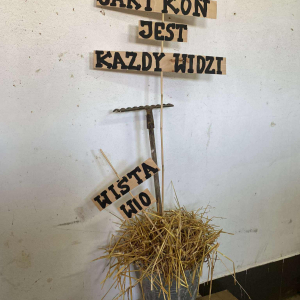 JAKI KOŃ
JEST
KAŻDY WIDZI
WIŚTA
WIO